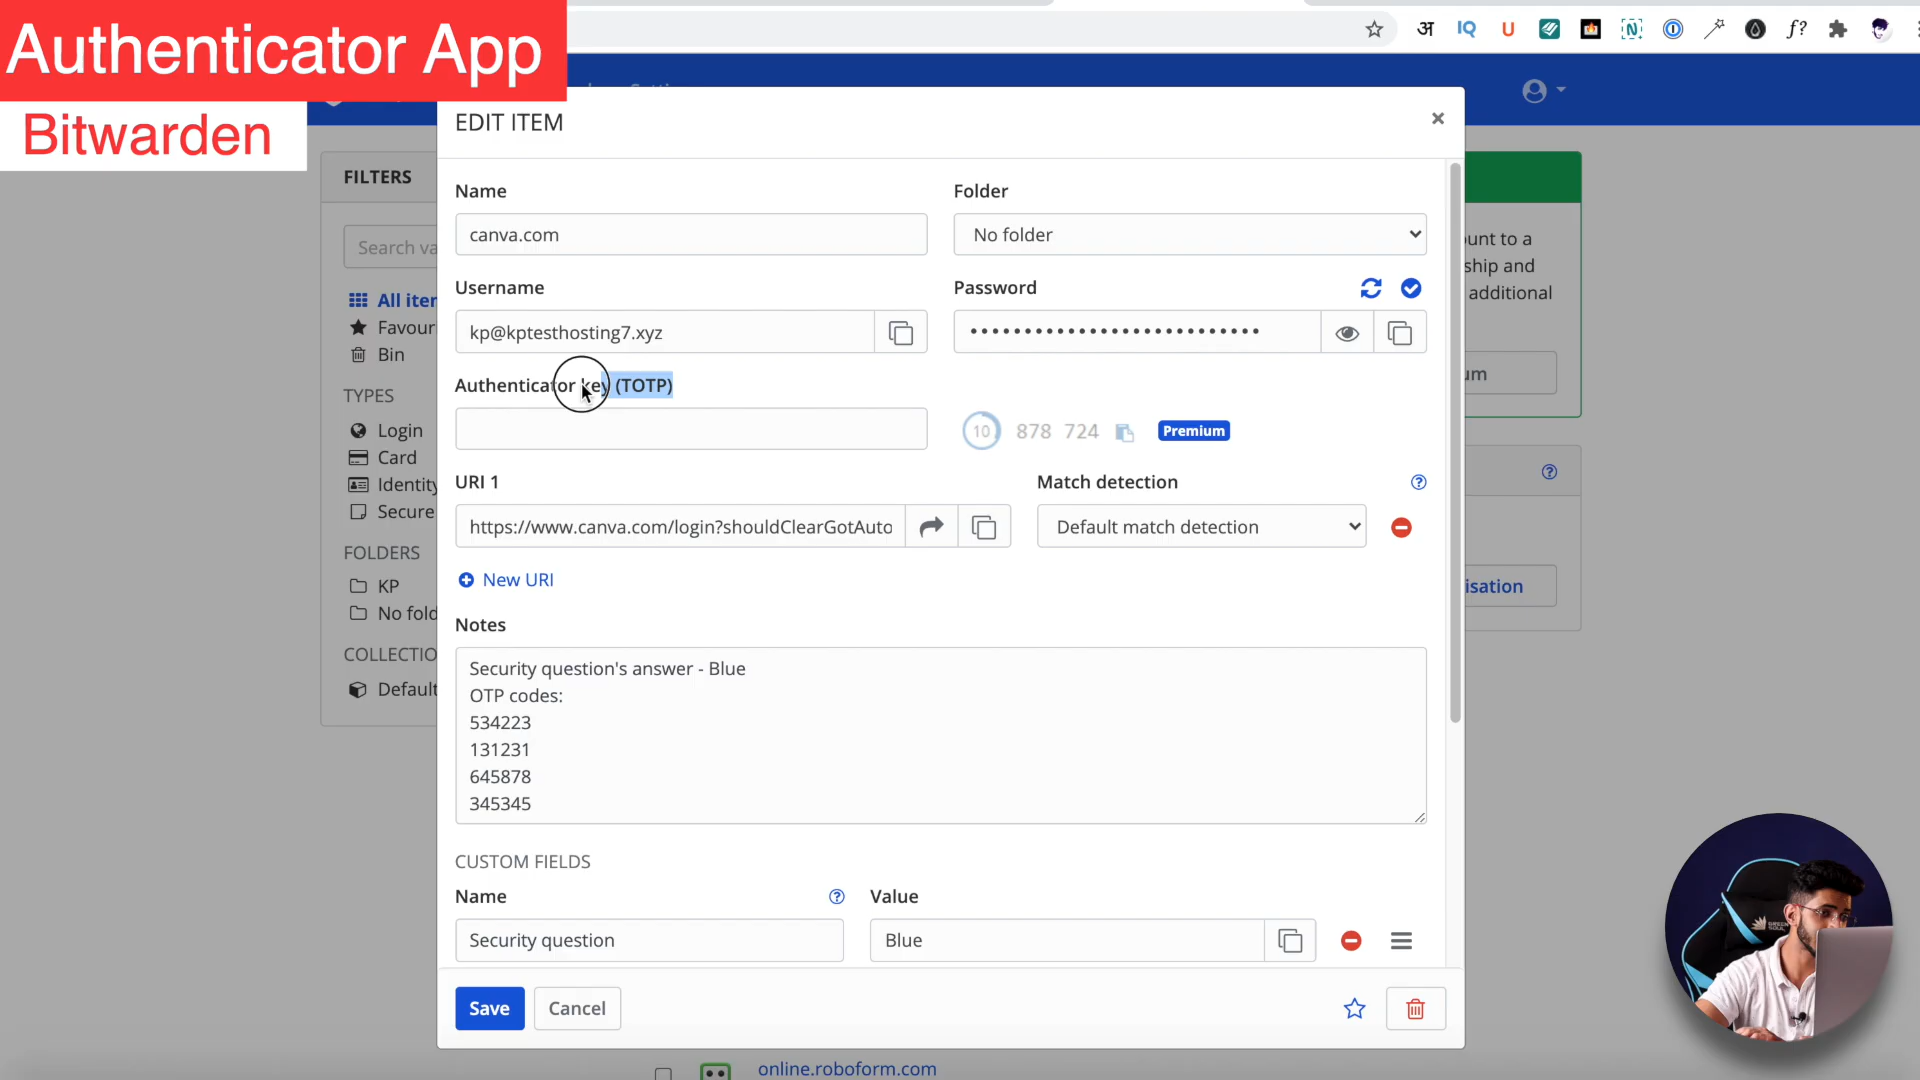 Authenticator App
Bitwarden
EDIT ITEM
FILTERS
Search va
All iter
Favour
Bin
TYPES
Login
Card
Identity
Secure
FOLDERS
KP
No fold
COLLECTIO
Default
Name
canva.com
Folder
No folder
Username
kp@kptesthosting7.xyz
Password
Authenticator key (TOTP)
10 878 724 Premium
URI 1
https://www.canva.com/login?shouldClearGotAuto
Match detection
Default match detection
New URI
Notes
Security question's answer - Blue
OTP codes:
534223
131231
645878
345345
CUSTOM FIELDS
Name
Security question
Value
Blue
Save
Cancel
unt to a
ship and
additional
um
isation
online.roboform.com
अ
IQ
U
N
f?